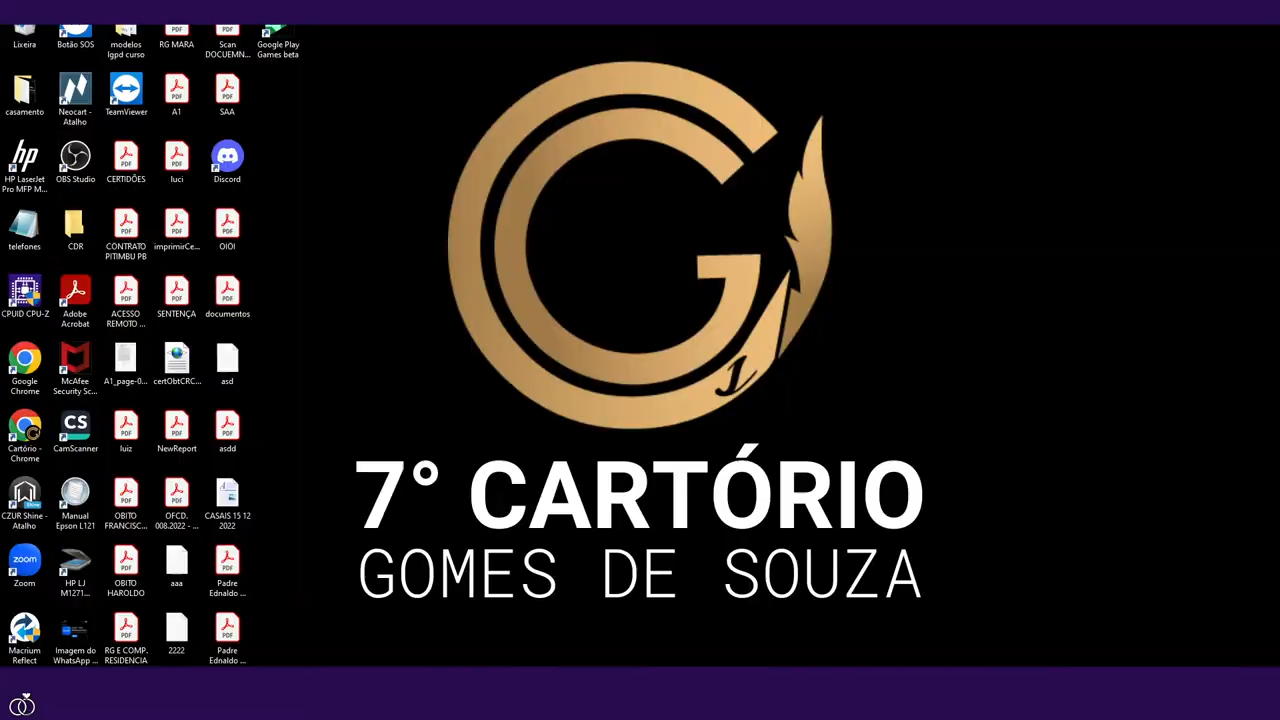 Lixeira
Botão SOS
modelos
lgpd curso
RG MARA
Scan
DOCUEMN...
Google Play
Games beta
casamento
Neocart -
Atalho
TeamViewer
A1
SAA
HP LaserJet
Pro MFP M...
OBS Studio
CERTIDÕES
luci
Discord
telefones
CDR
CONTRATO
PITIMBU PB
imprimirCe...
OIO!
CPUID CPU-Z
Adobe
Acrobat
ACESSO
REMOTO ...
SENTENÇA
documentos
Google
Chrome
McAfee
Security Sc...
A1_page-0...
certObtCRC...
asd
Cartório -
Chrome
CS
CamScanner
luiz
NewReport
asdd
CZUR Shine -
Atalho
Manual
Epson L121
OBITO
FRANCISC...
OFCD.
008.2022 - ...
CASAIS 15 12
2022
zoom
Zoom
HP LJ
M1271...
OBITO
HAROLDO
aaa
Padre
Ednaldo ...
Macrium
Reflect
Imagem do
WhatsApp ...
RG E COMP.
RESIDENCIA
2222
Padre
Ednaldo ...
7° CARTÓRIO
GOMES DE SOUZA